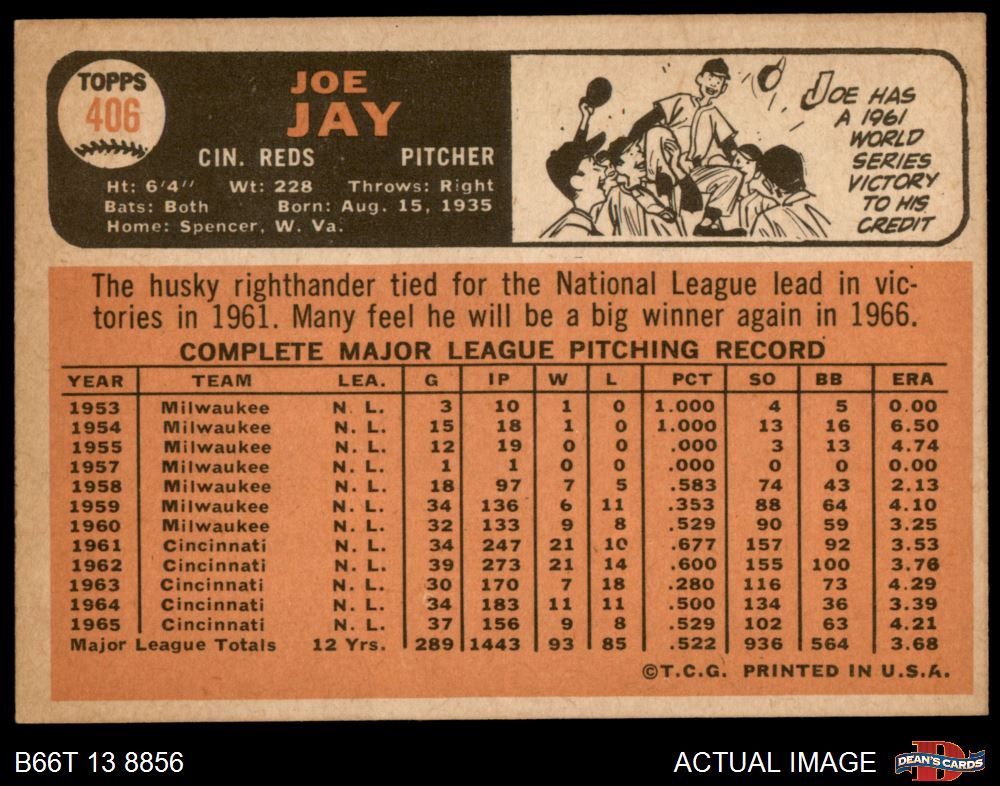 TOPPS
406
JOE
JAY
CIN. REDS PITCHER
Ht: 6'4" Wt: 228 Throws: Right
Bats: Both Born: Aug. 15, 1935
Home: Spencer, W. Va.
JOE HAS
A 1961
WORLD
SERIES
VICTORY
TO HIS
CREDIT
The husky righthander tied for the National League lead in vic-
tories in 1961. Many feel he will be a big winner again in 1966.
COMPLETE MAJOR LEAGUE PITCHING RECORD
YEAR TEAM LEA. G IP W L PCT SO BB ERA
1953 Milwaukee N. L. 3 10 1 0 1.000 4 5 0.00
1954 Milwaukee N. L. 15 18 1 0 1.000 13 16 6.50
1955 Milwaukee N. L. 12 19 0 0 .000 3 13 4.74
1957 Milwaukee N. L. 1 1 0 0 .000 0 0 0.00
1958 Milwaukee N. L. 18 97 7 5 .583 74 43 2.13
1959 Milwaukee N. L. 34 136 6 11 .353 88 64 4.10
1960 Milwaukee N. L. 32 133 9 8 .529 90 59 3.25
1961 Cincinnati N. L. 34 247 21 10 .677 157 92 3.53
1962 Cincinnati N. L. 39 273 21 14 .600 155 100 3.76
1963 Cincinnati N. L. 30 170 7 18 .280 116 73 4.29
1964 Cincinnati N. L. 34 183 11 11 .500 134 36 3.39
1965 Cincinnati N. L. 37 156 9 8 .529 102 63 4.21
Major League Totals 12 Yrs. 289 1443 93 85 .522 936 564 3.68
©T.C.G. PRINTED IN U.S.A.
B66T 13 8856 ACTUAL IMAGE DEAN'S CARDS